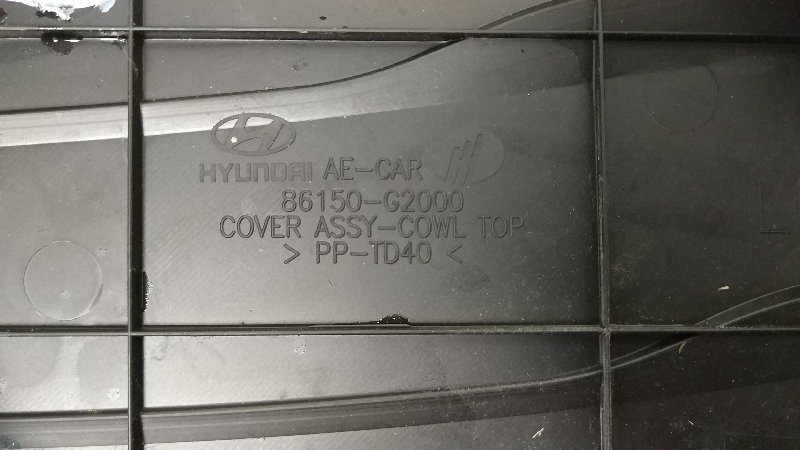 HYUNDAI AE-CAR
86150-G2000
COVER ASSY-COWL TOP
> PP-TD40 <
L